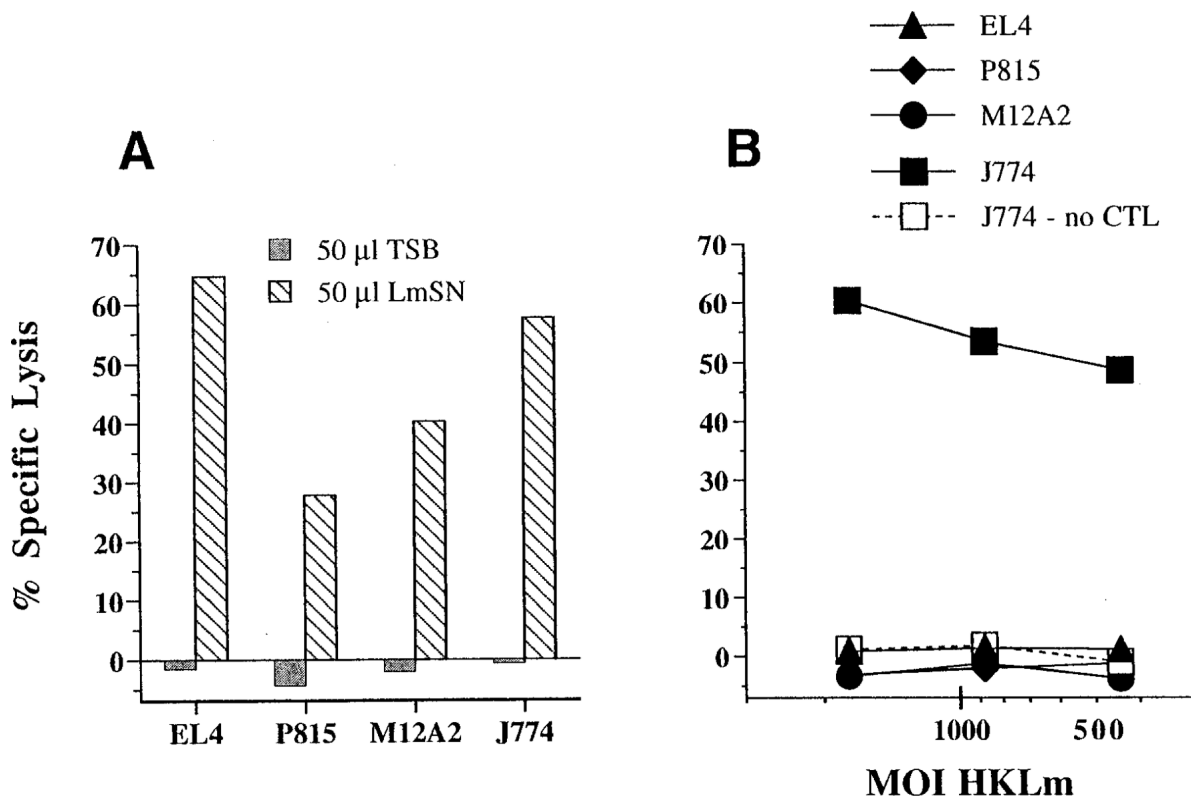 A
% Specific Lysis
50 µl TSB
50 µl LmSN
70
60
50
40
30
20
10
0
EL4 P815 M12A2 J774
B
EL4
P815
M12A2
J774
J774 - no CTL
70
60
50
40
30
20
10
0
1000 500
MOI HKLm